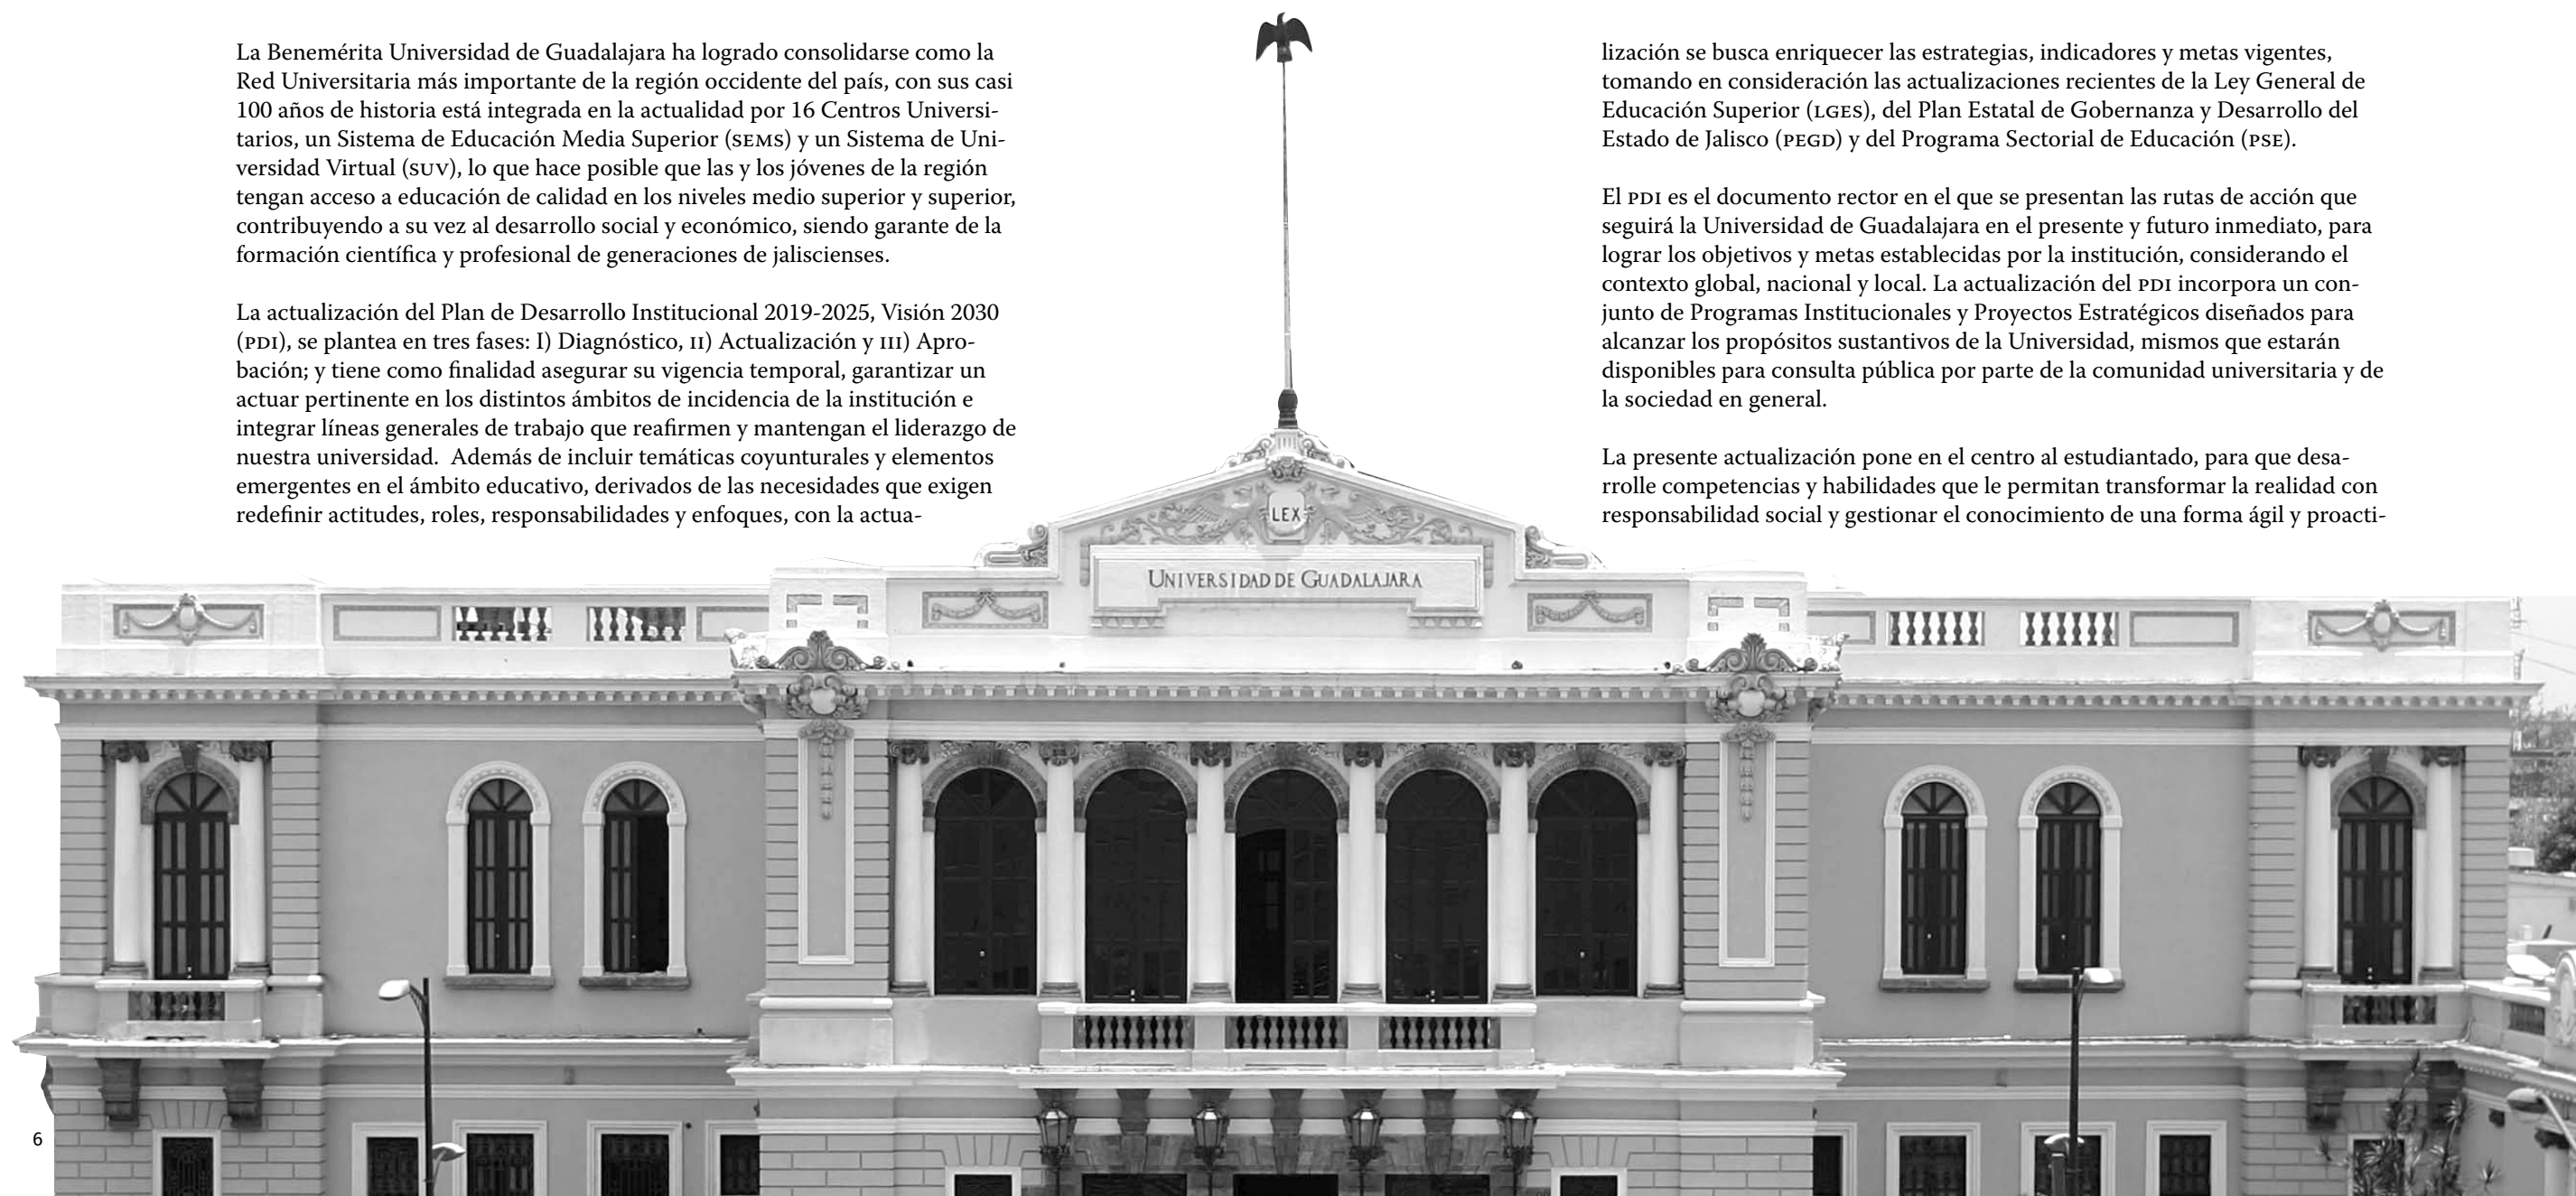 La Benemérita Universidad de Guadalajara ha logrado consolidarse como la
Red Universitaria más importante de la región occidente del país, con sus casi
100 años de historia está integrada en la actualidad por 16 Centros Universi-
tarios, un Sistema de Educación Media Superior (SEMS) y un Sistema de Uni-
versidad Virtual (SUV), lo que hace posible que las y los jóvenes de la región
tengan acceso a educación de calidad en los niveles medio superior y superior,
contribuyendo a su vez al desarrollo social y económico, siendo garante de la
formación científica y profesional de generaciones de jaliscienses.
La actualización del Plan de Desarrollo Institucional 2019-2025, Visión 2030
(PDI), se plantea en tres fases: I) Diagnóstico, II) Actualización y III) Apro-
bación; y tiene como finalidad asegurar su vigencia temporal, garantizar un
actuar pertinente en los distintos ámbitos de incidencia de la institución e
integrar líneas generales de trabajo que reafirmen y mantengan el liderazgo de
nuestra universidad.  Además de incluir temáticas coyunturales y elementos
emergentes en el ámbito educativo, derivados de las necesidades que exigen
redefinir actitudes, roles, responsabilidades y enfoques, con la actua-
lización se busca enriquecer las estrategias, indicadores y metas vigentes,
tomando en consideración las actualizaciones recientes de la Ley General de
Educación Superior (LGES), del Plan Estatal de Gobernanza y Desarrollo del
Estado de Jalisco (PEGD) y del Programa Sectorial de Educación (PSE).
El PDI es el documento rector en el que se presentan las rutas de acción que
seguirá la Universidad de Guadalajara en el presente y futuro inmediato, para
lograr los objetivos y metas establecidas por la institución, considerando el
contexto global, nacional y local. La actualización del PDI incorpora un con-
junto de Programas Institucionales y Proyectos Estratégicos diseñados para
alcanzar los propósitos sustantivos de la Universidad, mismos que estarán
disponibles para consulta pública por parte de la comunidad universitaria y de
la sociedad en general.
La presente actualización pone en el centro al estudiantado, para que desa-
rrolle competencias y habilidades que le permitan transformar la realidad con
responsabilidad social y gestionar el conocimiento de una forma ágil y proacti-
LEX
UNIVERSIDAD DE GUADALAJARA
6